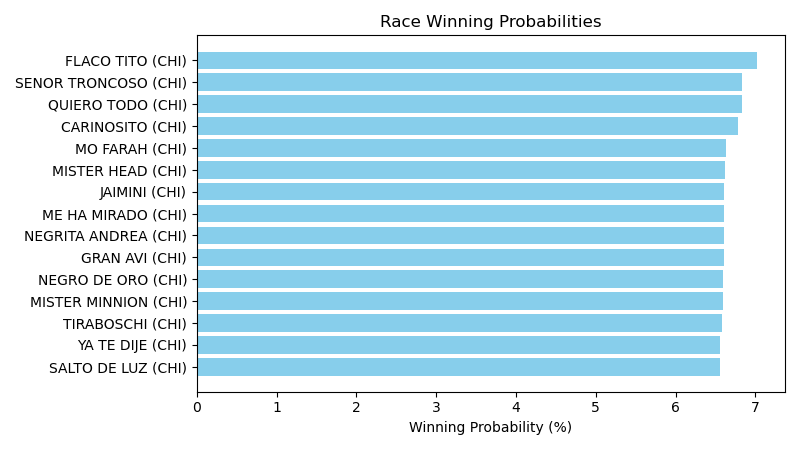 Race Winning Probabilities
FLACO TITO (CHI)
SENOR TRONCOSO (CHI)
QUIERO TODO (CHI)
CARINOSITO (CHI)
MO FARAH (CHI)
MISTER HEAD (CHI)
JAIMINI (CHI)
ME HA MIRADO (CHI)
NEGRITA ANDREA (CHI)
GRAN AVI (CHI)
NEGRO DE ORO (CHI)
MISTER MINNION (CHI)
TIRABOSCHI (CHI)
YA TE DIJE (CHI)
SALTO DE LUZ (CHI)
0 1 2 3 4 5 6 7
Winning Probability (%)